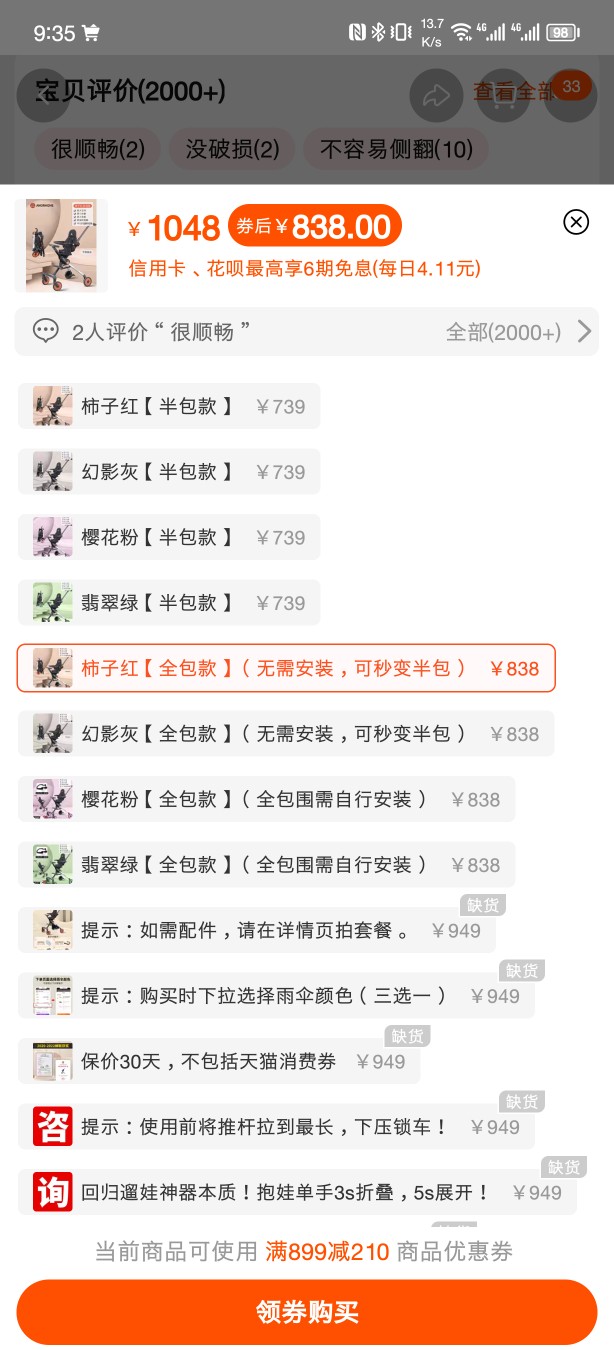 9:35
13.7
K/s
4G
4G
98
宝贝评价(2000+)
查看全部
33
很顺畅(2)
没破损(2)
不容易侧翻(10)
￥1048 券后￥838.00
信用卡、花呗最高享6期免息(每日4.11元)
2人评价“很顺畅”
全部(2000+)
柿子红【半包款】 ￥739
幻影灰【半包款】 ￥739
樱花粉【半包款】 ￥739
翡翠绿【半包款】 ￥739
柿子红【全包款】（无需安装，可秒变半包） ￥838
幻影灰【全包款】（无需安装，可秒变半包） ￥838
樱花粉【全包款】（全包围需自行安装） ￥838
翡翠绿【全包款】（全包围需自行安装） ￥838
缺货
提示：如需配件，请在详情页拍套餐。 ￥949
缺货
提示：购买时下拉选择雨伞颜色（三选一） ￥949
缺货
保价30天，不包括天猫消费券 ￥949
缺货
咨 提示：使用前将推杆拉到最长，下压锁车！ ￥949
缺货
询 回归遛娃神器本质！抱娃单手3s折叠，5s展开！ ￥949
当前商品可使用 满899减210 商品优惠券
领券购买